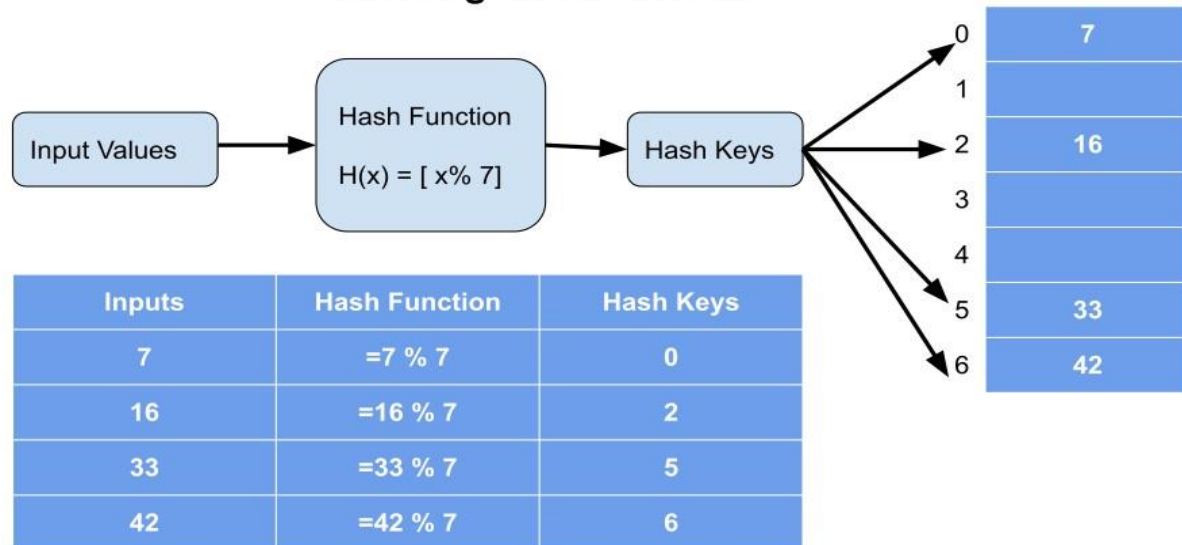 Input Values
Hash Function
H(x) = [ x% 7]
Hash Keys
0 7
1
2 16
3
4
5 33
6 42
Inputs Hash Function Hash Keys
7 =7 % 7 0
16 =16 % 7 2
33 =33 % 7 5
42 =42 % 7 6